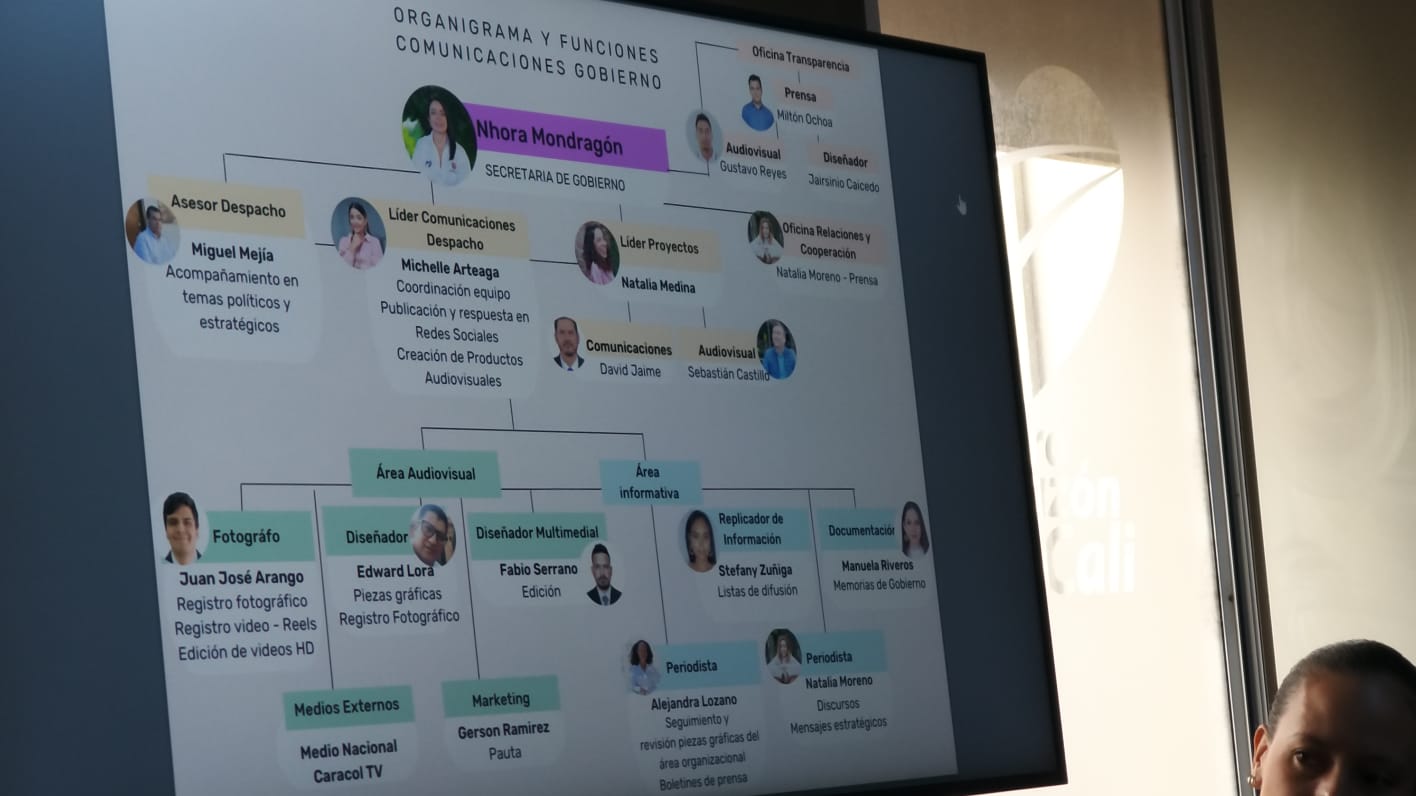 ORGANIGRAMA Y FUNCIONES
COMUNICACIONES GOBIERNO
Nhora Mondragón
SECRETARIA DE GOBIERNO
Oficina Transparencia
Prensa
Miltón Ochoa
Audiovisual
Gustavo Reyes
Diseñador
Jairsinio Caicedo
Asesor Despacho
Miguel Mejía
Acompañamiento en
temas políticos y
estratégicos
Líder Comunicaciones
Despacho
Michelle Arteaga
Coordinación equipo
Publicación y respuesta en
Redes Sociales
Creación de Productos
Audiovisuales
Líder Proyectos
Natalia Medina
Oficina Relaciones y
Cooperación
Natalia Moreno - Prensa
Comunicaciones
David Jaime
Audiovisual
Sebastián Castillo
Área Audiovisual
Área
informativa
Fotográfo
Juan José Arango
Registro fotográfico
Registro video - Reels
Edición de videos HD
Diseñador
Edward Lora
Piezas gráficas
Registro Fotográfico
Diseñador Multimedial
Fabio Serrano
Edición
Replicador de
Información
Stefany Zuñiga
Listas de difusión
Documentación
Manuela Riveros
Memorias de Gobierno
Medios Externos
Medio Nacional
Caracol TV
Marketing
Gerson Ramirez
Pauta
Periodista
Alejandra Lozano
Seguimiento y
revisión piezas gráficas del
área organizacional
Boletines de prensa
Periodista
Natalia Moreno
Discursos
Mensajes estratégicos
Cali